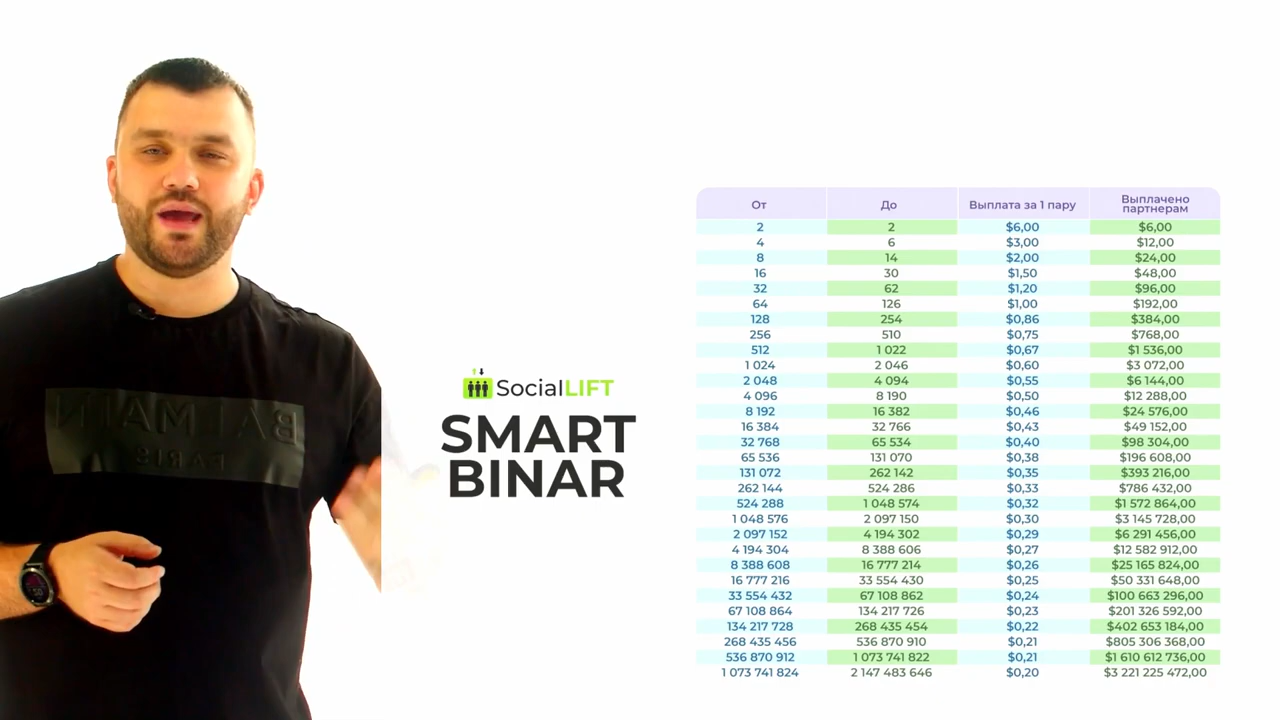 BALMAIN
PARIS
SocialLIFT
SMART
BINAR
От До Выплата за 1 пару Выплачено партнерам
2 2 $6,00 $6,00
4 6 $3,00 $12,00
8 14 $2,00 $24,00
16 30 $1,50 $48,00
32 62 $1,20 $96,00
64 126 $1,00 $192,00
128 254 $0,86 $384,00
256 510 $0,75 $768,00
512 1 022 $0,67 $1 536,00
1 024 2 046 $0,60 $3 072,00
2 048 4 094 $0,55 $6 144,00
4 096 8 190 $0,50 $12 288,00
8 192 16 382 $0,46 $24 576,00
16 384 32 766 $0,43 $49 152,00
32 768 65 534 $0,40 $98 304,00
65 536 131 070 $0,38 $196 608,00
131 072 262 142 $0,35 $393 216,00
262 144 524 286 $0,33 $786 432,00
524 288 1 048 574 $0,32 $1 572 864,00
1 048 576 2 097 150 $0,30 $3 145 728,00
2 097 152 4 194 302 $0,29 $6 291 456,00
4 194 304 8 388 606 $0,27 $12 582 912,00
8 388 608 16 777 214 $0,26 $25 165 824,00
16 777 216 33 554 430 $0,25 $50 331 648,00
33 554 432 67 108 862 $0,24 $100 663 296,00
67 108 864 134 217 726 $0,23 $201 326 592,00
134 217 728 268 435 454 $0,22 $402 653 184,00
268 435 456 536 870 910 $0,21 $805 306 368,00
536 870 912 1 073 741 822 $0,21 $1 610 612 736,00
1 073 741 824 2 147 483 646 $0,20 $3 221 225 472,00